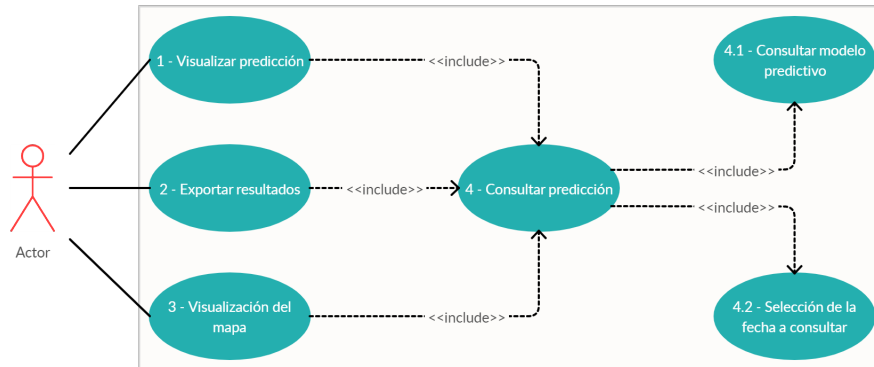 1 - Visualizar predicción
<<include>>
4.1 - Consultar modelo
predictivo
Actor
2 - Exportar resultados
<<include>>
4 - Consultar predicción
<<include>>
<<include>>
3 - Visualización del
mapa
<<include>>
4.2 - Selección de la
fecha a consultar